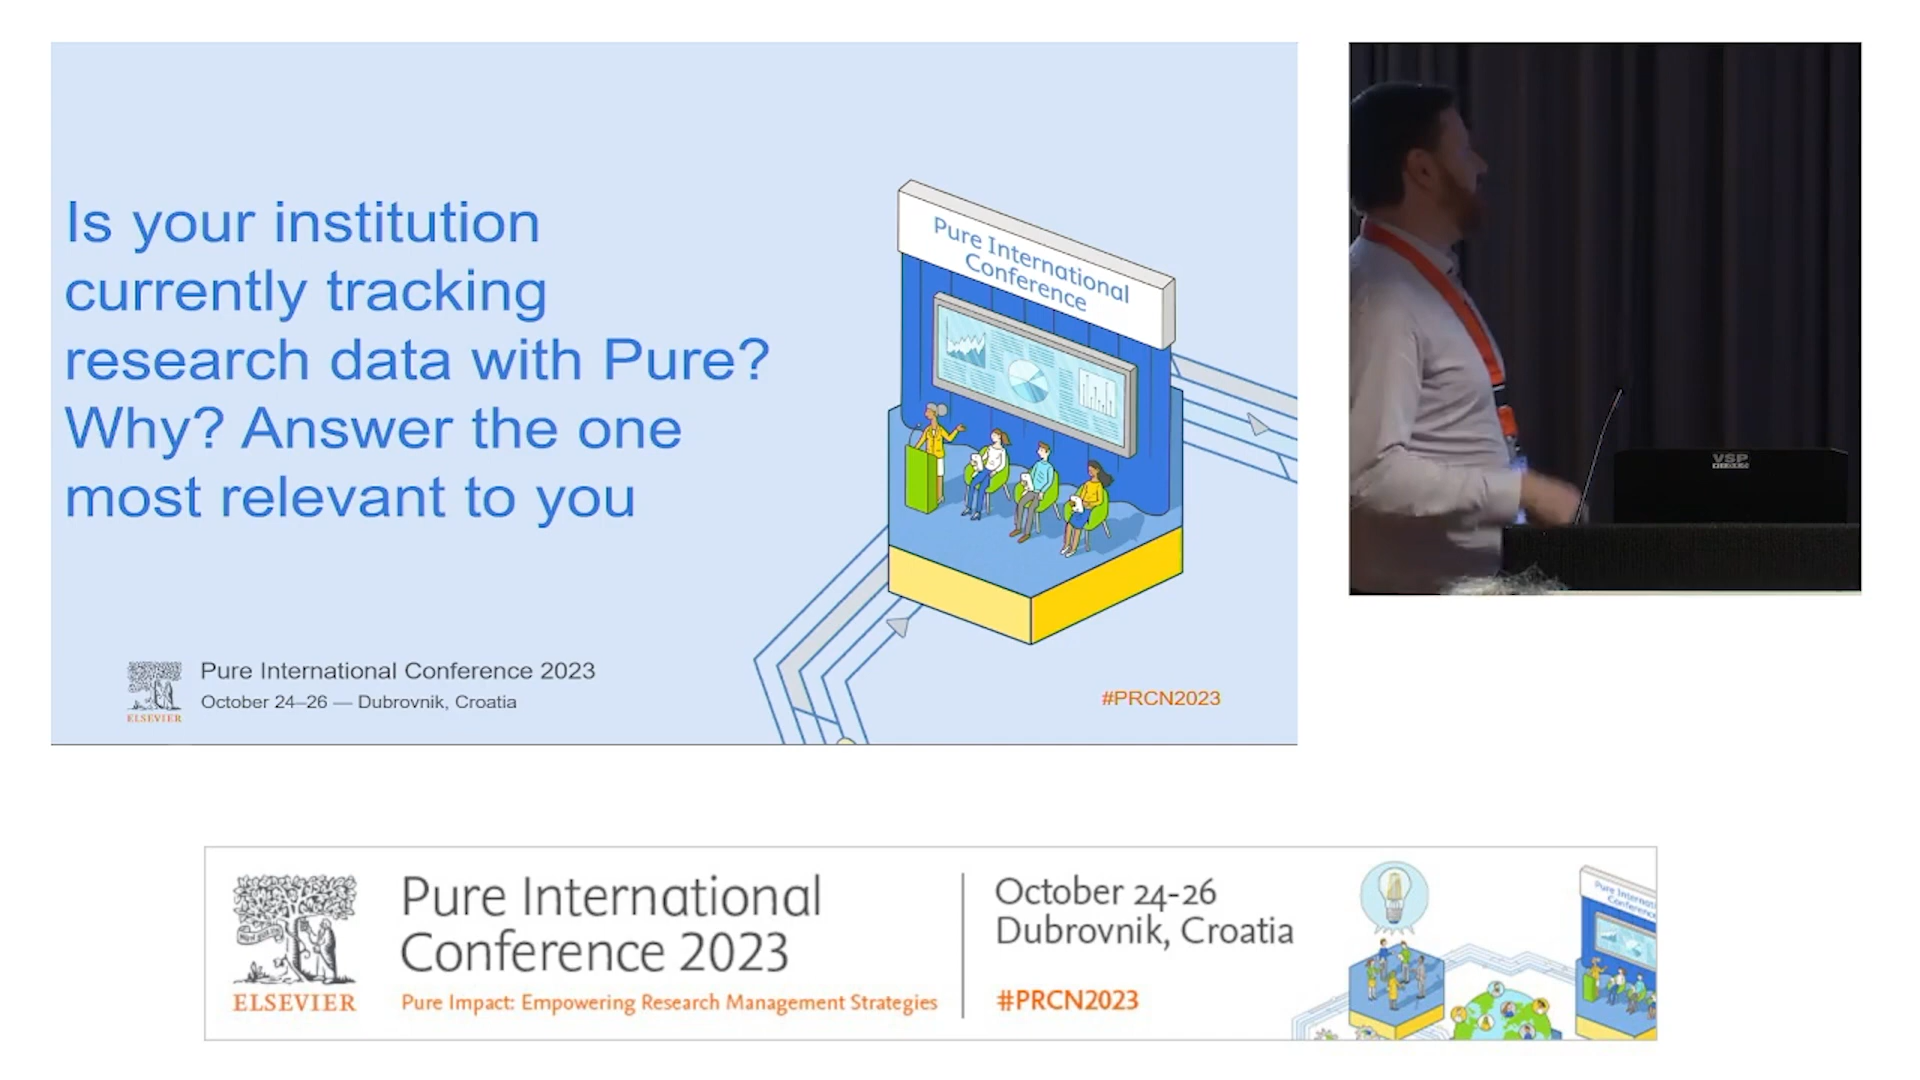 Is your institution
currently tracking
research data with Pure?
Why? Answer the one
most relevant to you
Pure International
Conference
ELSEVIER
Pure International Conference 2023
October 24–26 — Dubrovnik, Croatia
#PRCN2023
VSP
ELSEVIER
Pure International
Conference 2023
Pure Impact: Empowering Research Management Strategies
October 24-26
Dubrovnik, Croatia
#PRCN2023